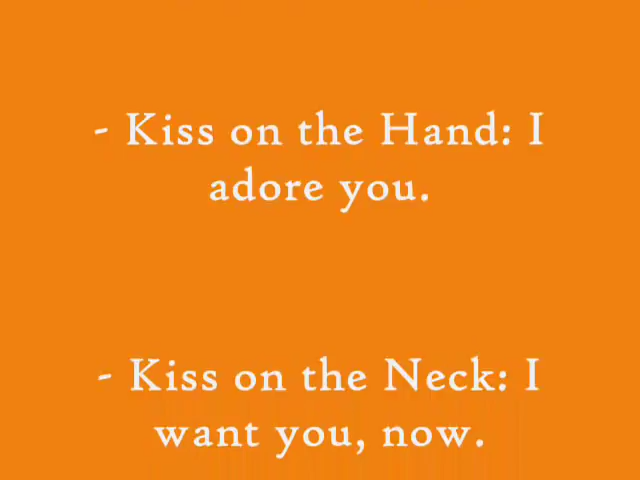 - Kiss on the Hand: I
adore you.
- Kiss on the Neck: I
want you, now.